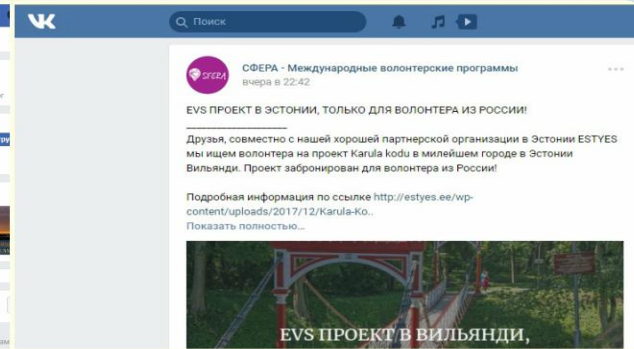 Поиск
SFERA
СФЕРА - Международные волонтерские программы
вчера в 22:42
EVS ПРОЕКТ В ЭСТОНИИ, ТОЛЬКО ДЛЯ ВОЛОНТЕРА ИЗ РОССИИ!
____________________
Друзья, совместно с нашей хорошей партнерской организации в Эстонии ESTYES
мы ищем волонтера на проект Karula kodu в милейшем городе в Эстонии
Вильянди. Проект забронирован для волонтера из России!
Подробная информация по ссылке http://estyes.ee/wp-
content/uploads/2017/12/Karula-Ko..
Показать полностью...
EVS ПРОЕКТ В ВИЛЬЯНДИ,